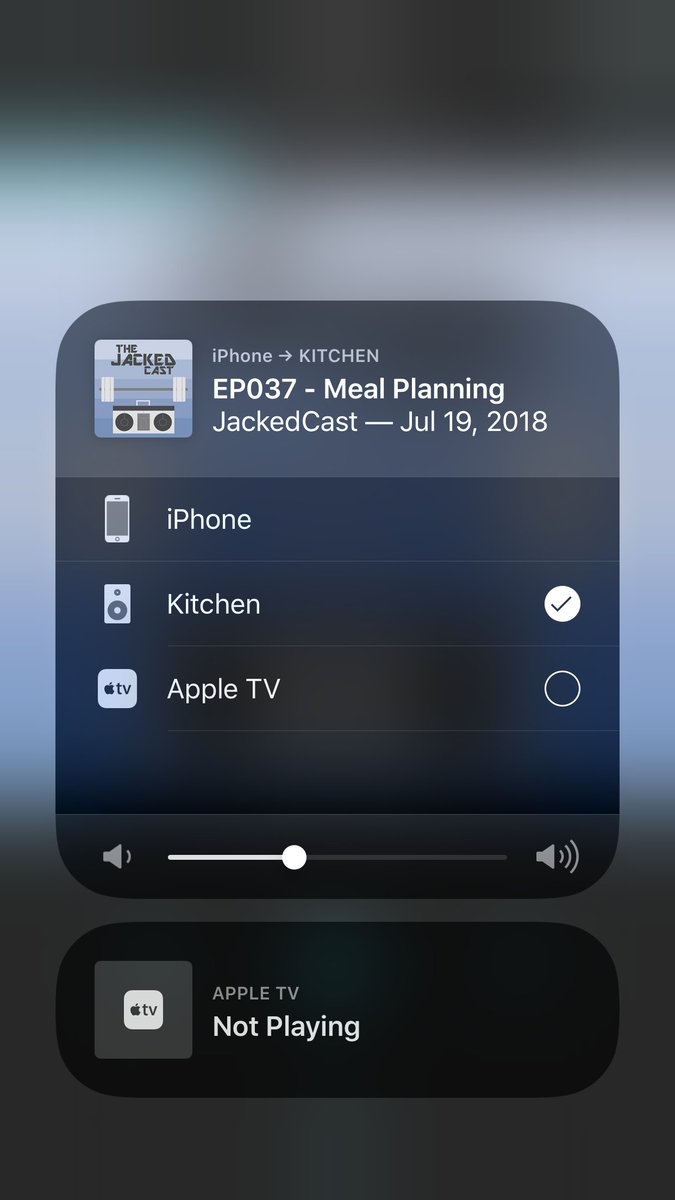 THE
JACKED
CAST
iPhone → KITCHEN
EP037 - Meal Planning
JackedCast — Jul 19, 2018
iPhone
Kitchen
tv Apple TV
tv
APPLE TV
Not Playing